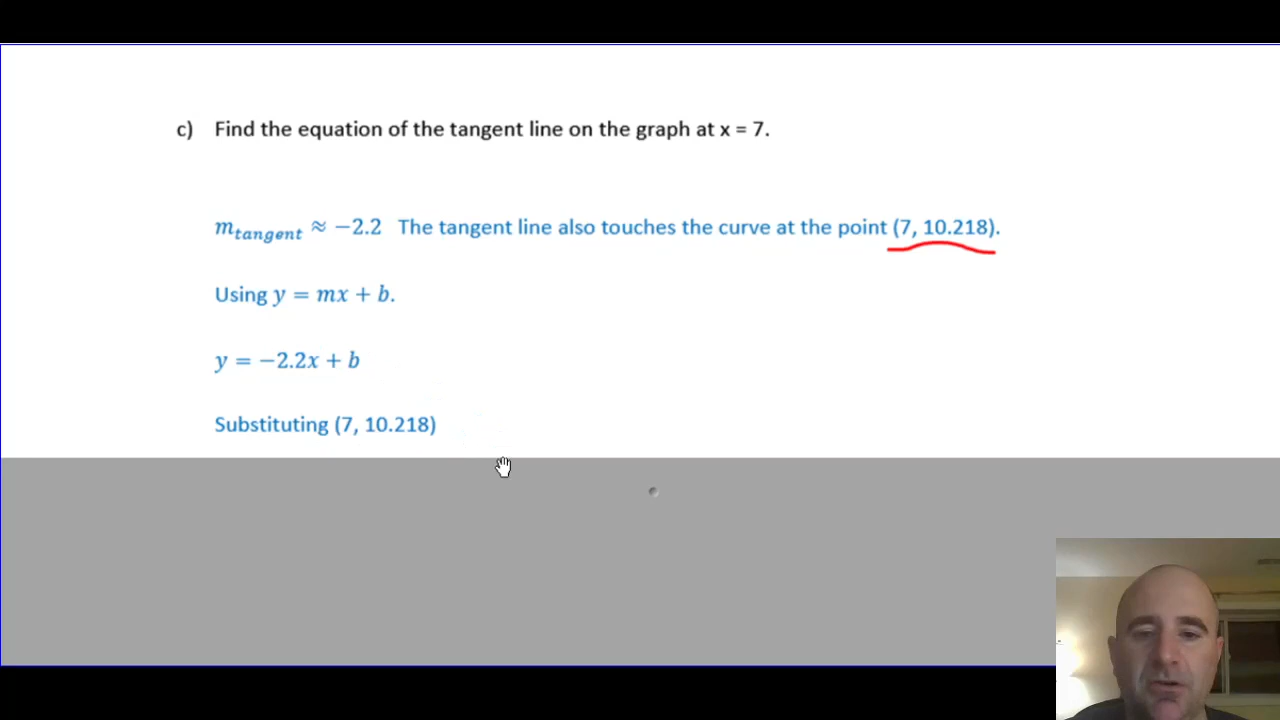 c) Find the equation of the tangent line on the graph at x = 7.
m_tangent ≈ −2.2 The tangent line also touches the curve at the point (7, 10.218).
Using y = mx + b.
y = −2.2x + b
Substituting (7, 10.218)